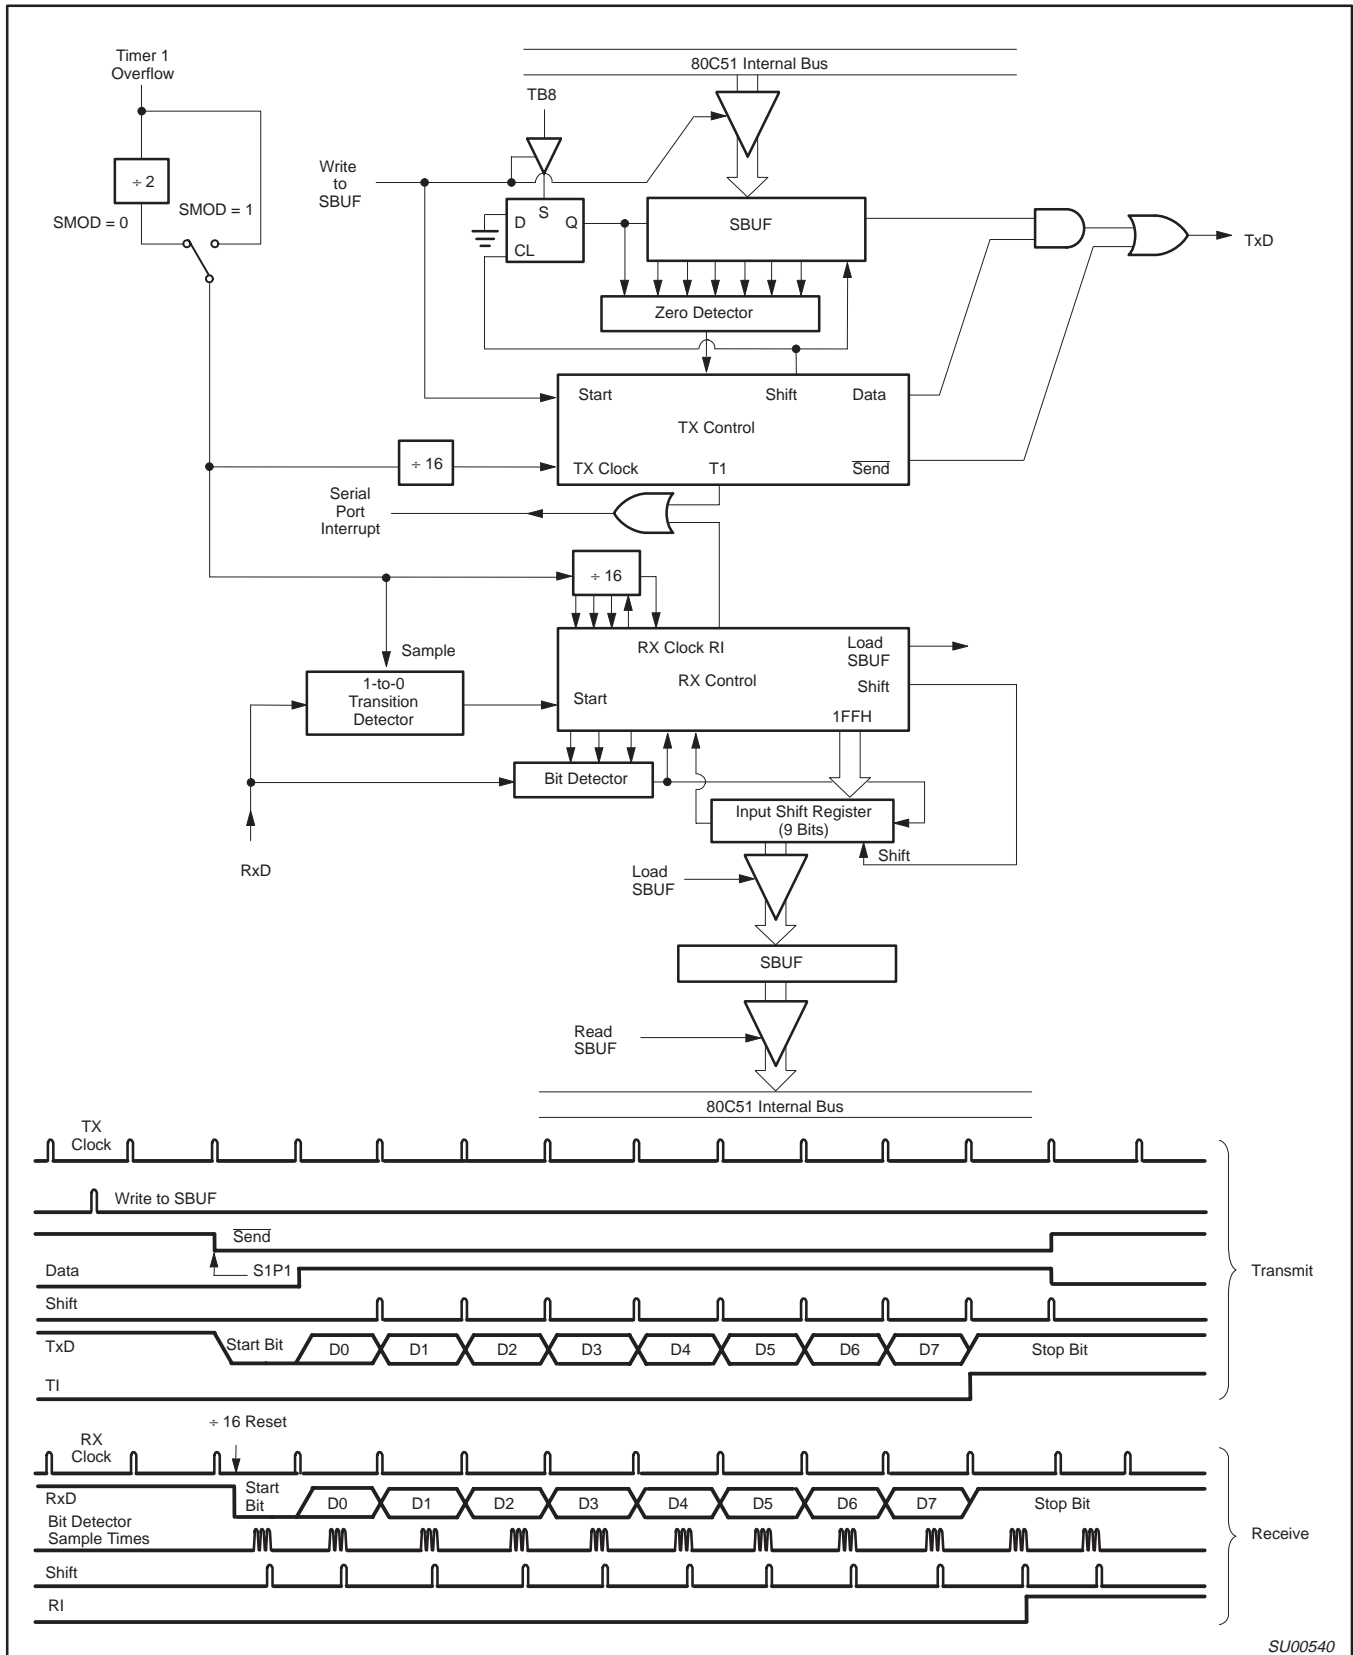 Timer 1
Overflow
80C51 Internal Bus
TB8
Write
to
SBUF
÷ 2
SMOD = 0
SMOD = 1
D
S
Q
CL
SBUF
TxD
Zero Detector
Start
Shift
Data
TX Control
÷ 16
TX Clock
T1
Send
Serial
Port
Interrupt
÷ 16
Sample
RX Clock RI
Load
SBUF
RX Control
Shift
1-to-0
Transition
Detector
Start
1FFH
Bit Detector
Input Shift Register
(9 Bits)
Shift
RxD
Load
SBUF
SBUF
Read
SBUF
80C51 Internal Bus
TX
Clock
Write to SBUF
Send
Data
S1P1
Transmit
Shift
TxD
Start Bit
D0
D1
D2
D3
D4
D5
D6
D7
Stop Bit
TI
÷ 16 Reset
RX
Clock
RxD
Start
Bit
D0
D1
D2
D3
D4
D5
D6
D7
Stop Bit
Bit Detector
Sample Times
Receive
Shift
RI
SU00540